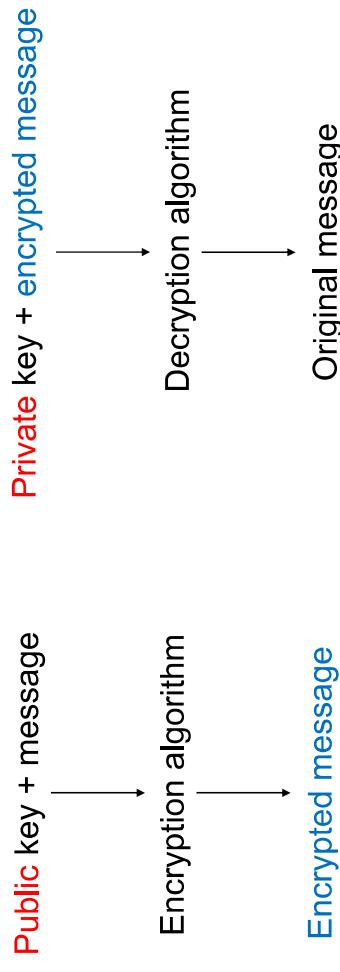 Public key + message
Encryption algorithm
Encrypted message
Private key + encrypted message
Decryption algorithm
Original message